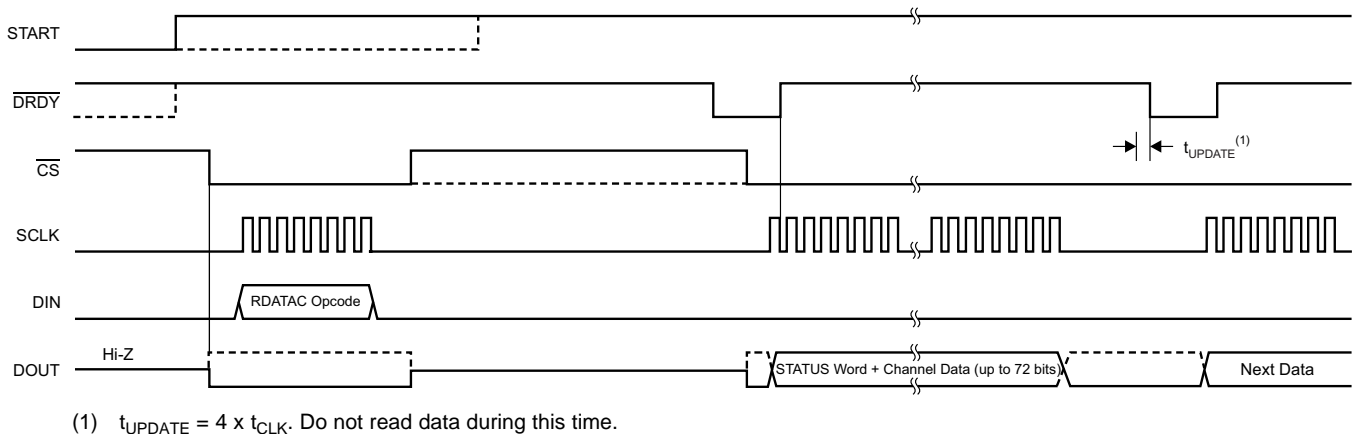 START
DRDY
tUPDATE(1)
CS
SCLK
DIN
RDATAC Opcode
Hi-Z
DOUT
STATUS Word + Channel Data (up to 72 bits)
Next Data
(1) tUPDATE = 4 x tCLK. Do not read data during this time.